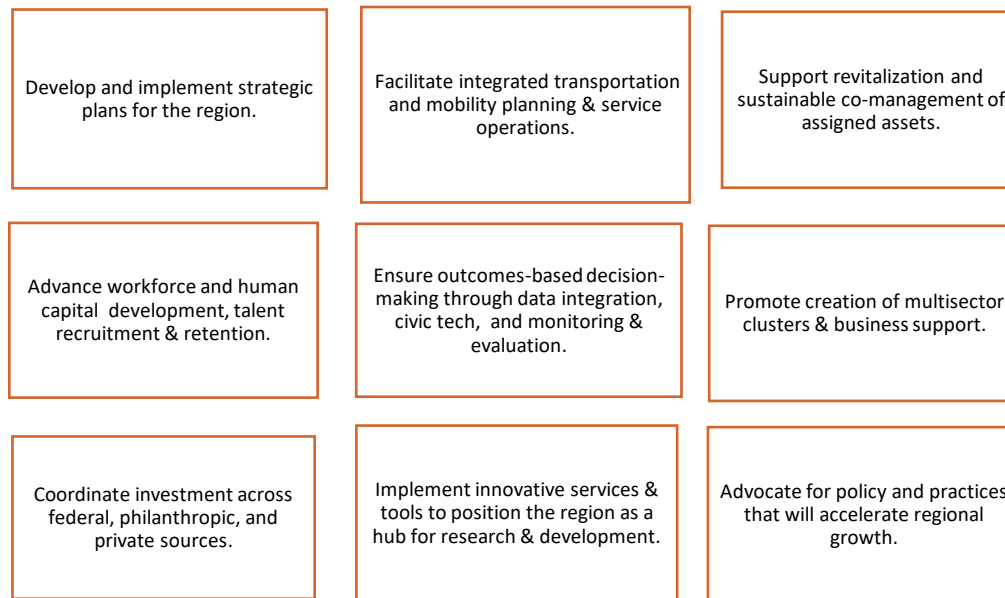 Develop and implement strategic
plans for the region.
Facilitate integrated transportation
and mobility planning & service
operations.
Support revitalization and
sustainable co-management of
assigned assets.
Advance workforce and human
capital  development, talent
recruitment & retention.
Ensure outcomes-based decision-
making through data integration,
civic tech,  and monitoring &
evaluation.
Promote creation of multisector
clusters & business support.
Coordinate investment across
federal, philanthropic, and
private sources.
Implement innovative services &
tools to position the region as a
hub for research & development.
Advocate for policy and practices
that will accelerate regional
growth.